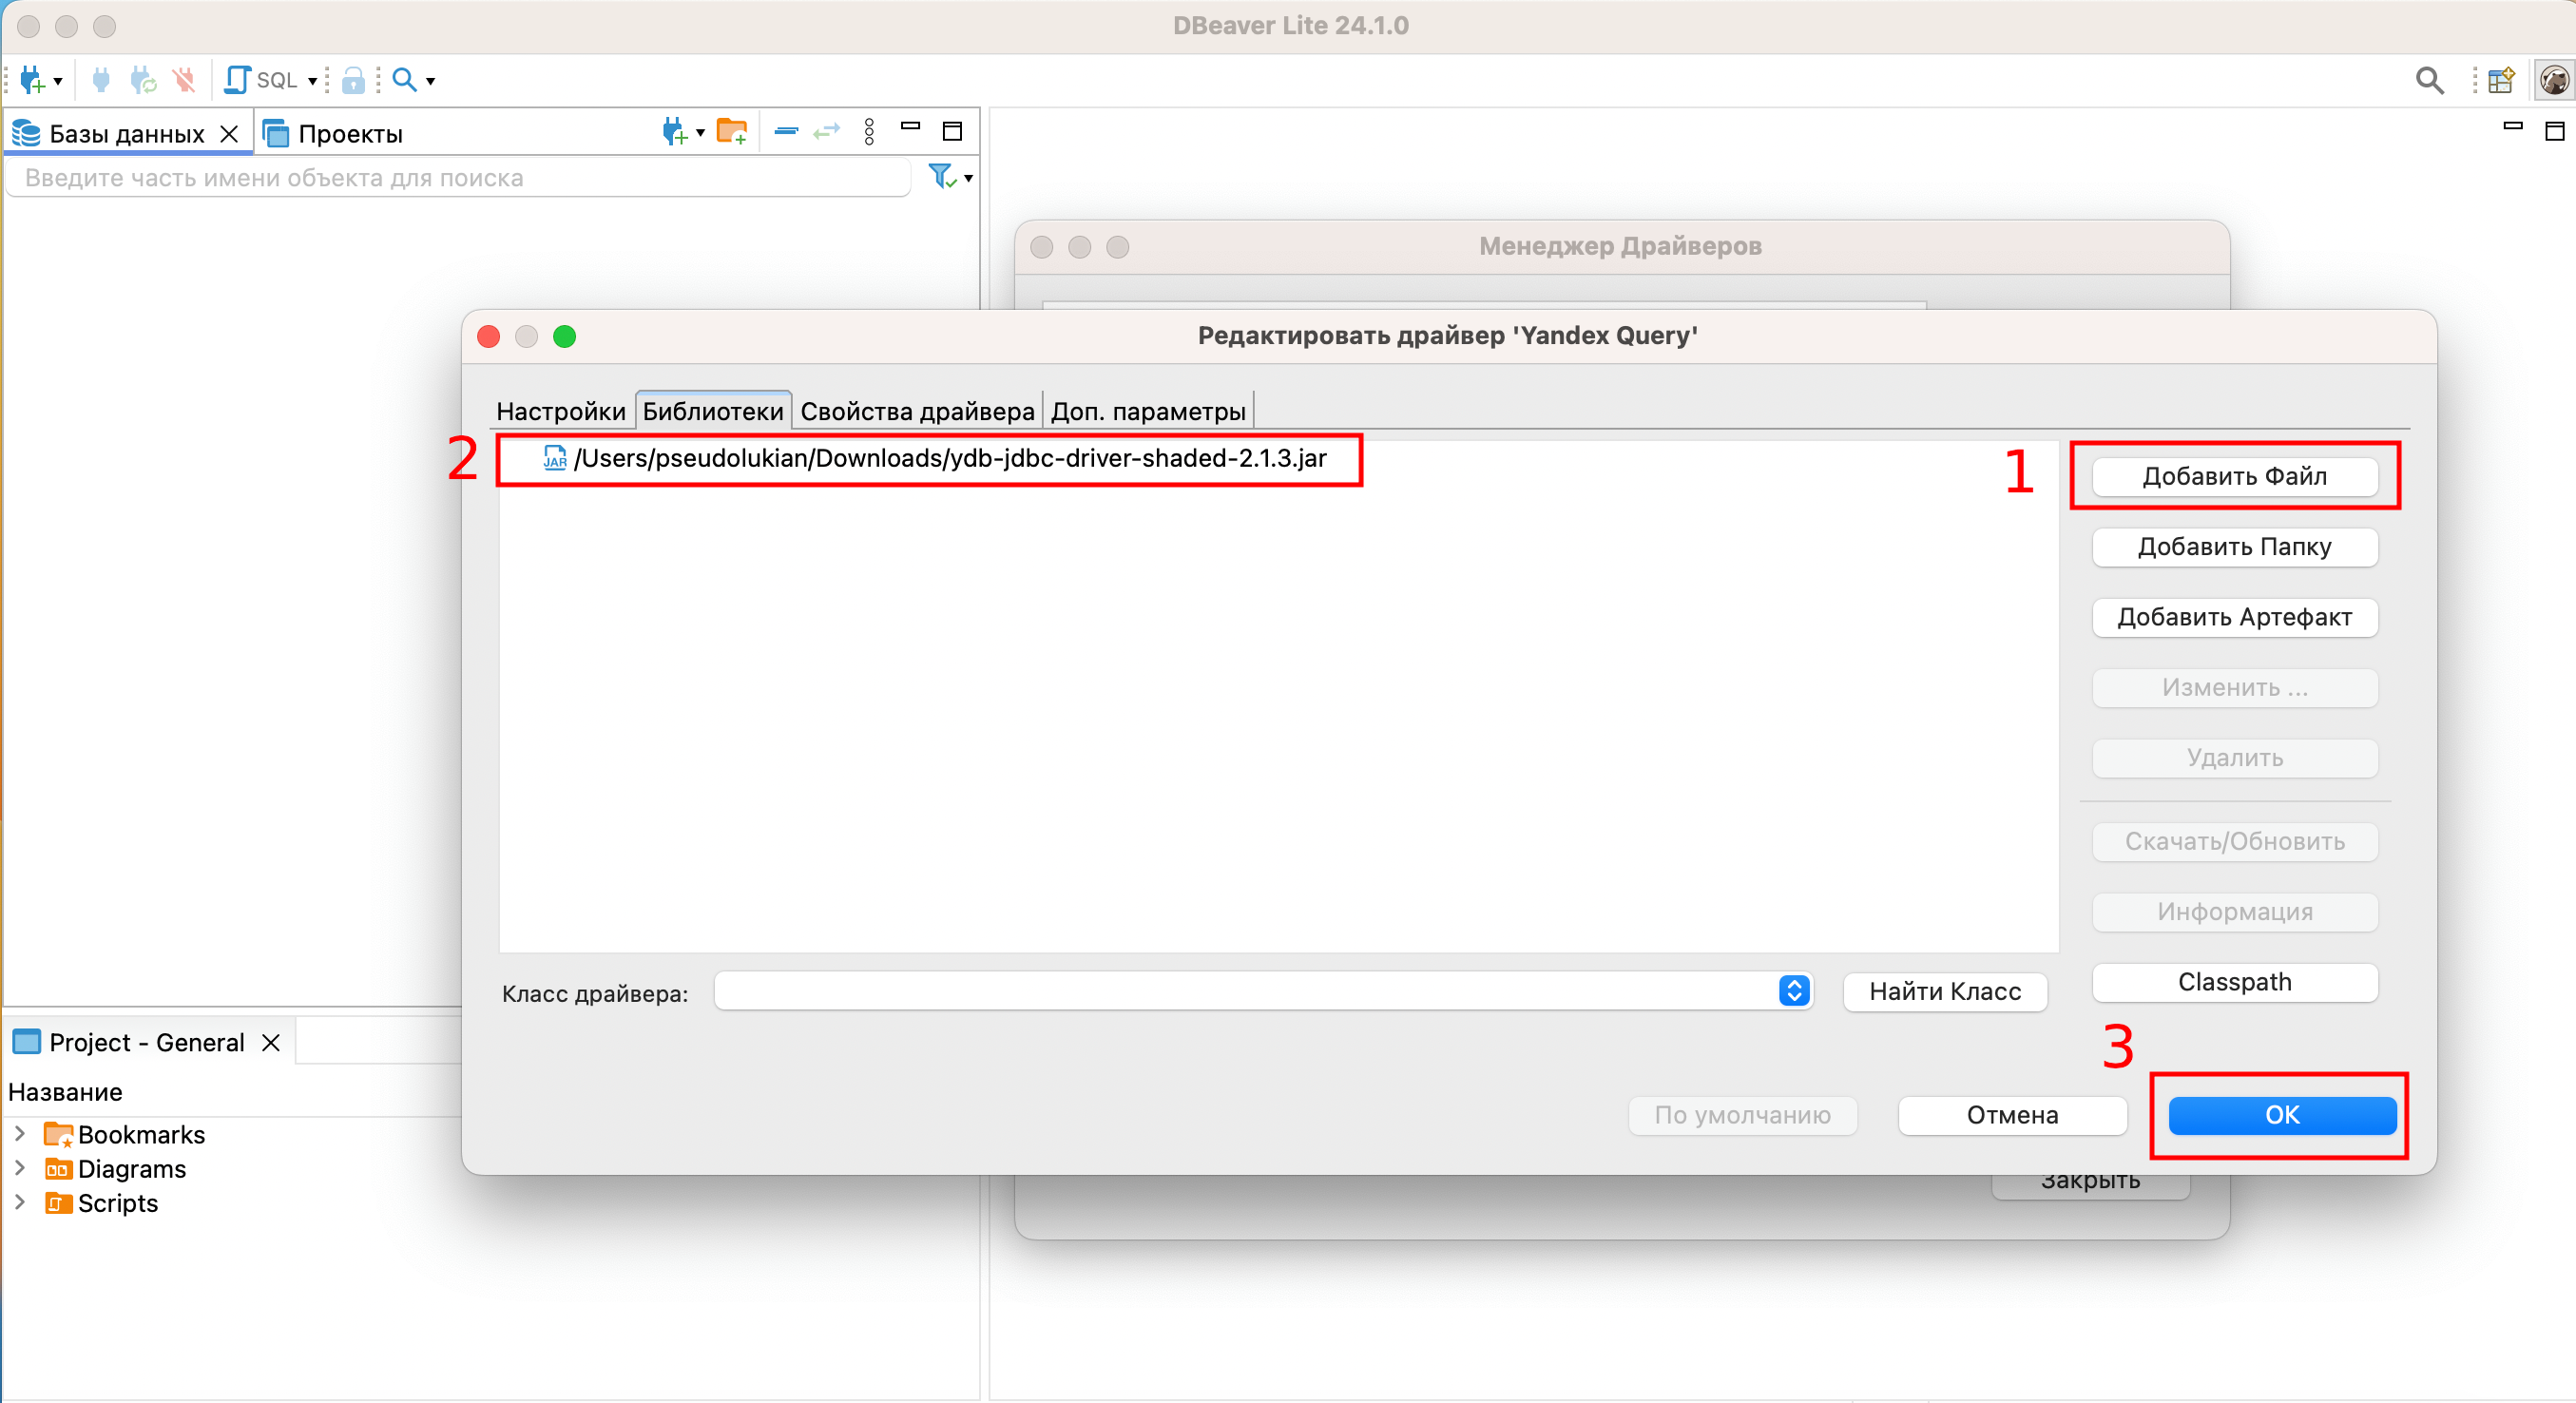 DBeaver Lite 24.1.0
SQL
Базы данных
Проекты
Введите часть имени объекта для поиска
Менеджер Драйверов
Редактировать драйвер 'Yandex Query'
Настройки Библиотеки Свойства драйвера Доп. параметры
2
JAR /Users/pseudolukian/Downloads/ydb-jdbc-driver-shaded-2.1.3.jar
1
Добавить Файл
Добавить Папку
Добавить Артефакт
Изменить ...
Удалить
Скачать/Обновить
Информация
Classpath
Класс драйвера:
Найти Класс
3
По умолчанию
Отмена
ОК
Закрыть
Project - General
Название
Bookmarks
Diagrams
Scripts